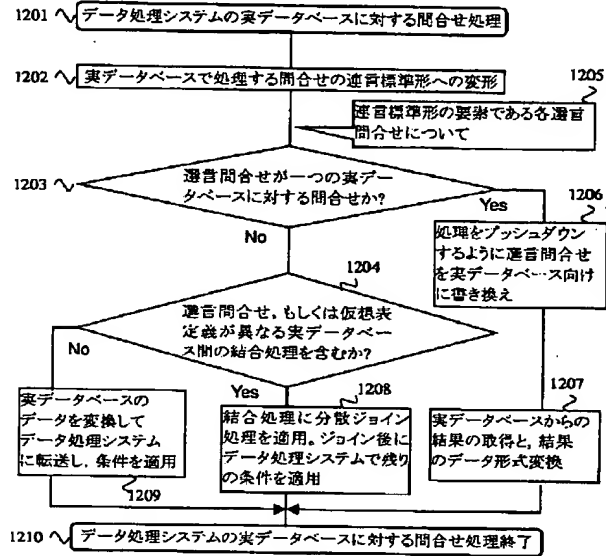 1201 データ処理システムの実データベースに対する問合せ処理
1202 実データベースで処理する問合せの連言標準形への変形
1205
連言標準形の要素である各選言
問合せについて
1203
選言問合せが一つの実デー
タベースに対する問合せか?
Yes
No
1206
処理をプッシュダウン
するように選言問合せ
を実データベース向け
に書き換え
1204
選言問合せ,もしくは仮想表
定義が異なる実データベー
ス間の結合処理を含むか?
No
Yes
1209
実データベースの
データを変換して
データ処理システム
に転送し,条件を適用
1208
結合処理に分散ジョイン
処理を適用。ジョイン後に
データ処理システムで残り
の条件を適用
1207
実データベースからの
結果の取得と,結果
のデータ形式変換
1210 データ処理システムの実データベースに対する問合せ処理終了